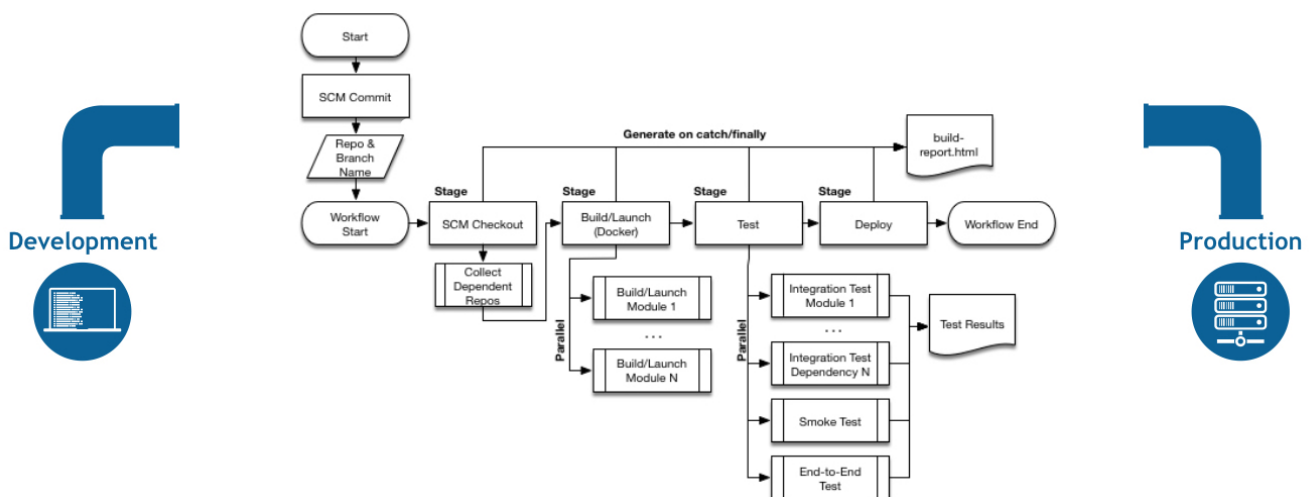 Start
SCM Commit
Repo &
Branch
Name
Workflow
Start
Generate on catch/finally
build-
report.html
Stage
SCM Checkout
Stage
Build/Launch
(Docker)
Stage
Test
Stage
Deploy
Workflow End
Collect
Dependent
Repos
Parallel
Build/Launch
Module 1
...
Build/Launch
Module N
Parallel
Integration Test
Module 1
...
Integration Test
Dependency N
Smoke Test
End-to-End
Test
Test Results
Development
Production